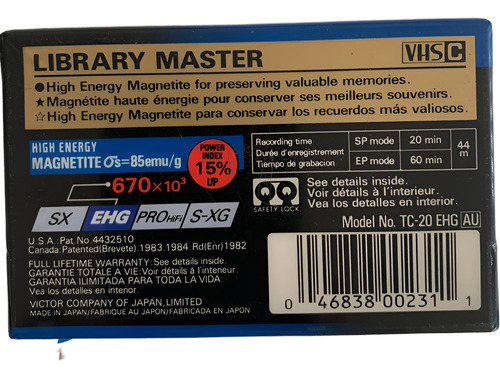 LIBRARY MASTER
VHS C
●High Energy Magnetite for preserving valuable memories.
★Magnétite haute énergie pour conserver ses meilleurs souvenirs.
☆High Energy Magnetite para conservar los recuerdos más valiosos.
HIGH ENERGY
MAGNETITE σs=85emu/g
POWER
INDEX
15%
UP
670×10³
SX EHG PRO HiFi S-XG
Recording time SP mode 20 min
Durée d'enregistrement
Tiempo de grabacion EP mode 60 min
44
m
SAFETY LOCK
See details inside.
Voir détails à l'interieur.
Vea los detalles en interior.
Model No. TC-20 EHG AU
U.S.A. Pat No.4432510
Canada:Patented(Brevete).1983.1984. Rd(Enr)1982
FULL LIFETIME WARRANTY:See details inside.
GARANTIE TOTALE A VIE:Voir détails à l'interieur.
GARANTIA ILIMITADA PARA TODA LA VIDA:
Vea los detalles en interior.
VICTOR COMPANY OF JAPAN,LIMITED
MADE IN JAPAN/FABRIQUE AU JAPON/FABRICADA EN JAPON
0 46838 00231 1